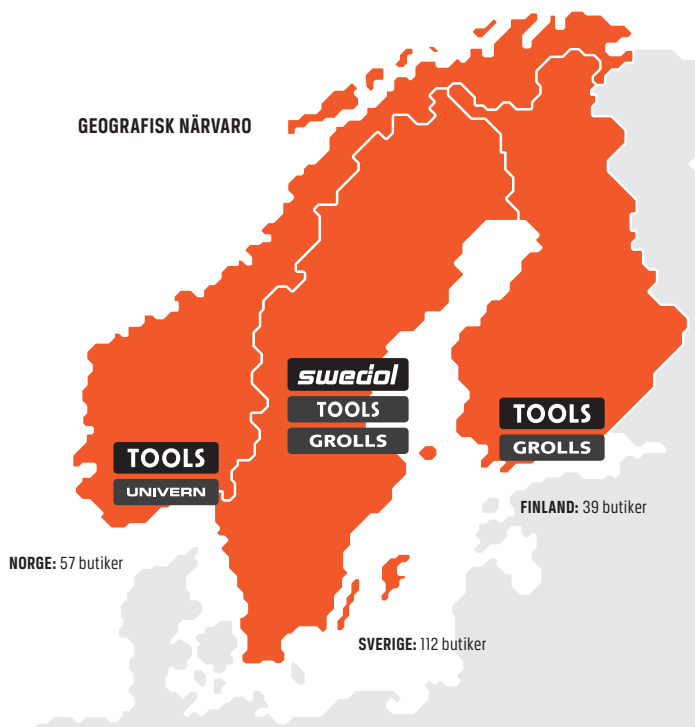 GEOGRAFISK NÄRVARO
swedol
TOOLS
GROLLS
TOOLS
GROLLS
TOOLS
UNIVERN
FINLAND: 39 butiker
NORGE: 57 butiker
SVERIGE: 112 butiker